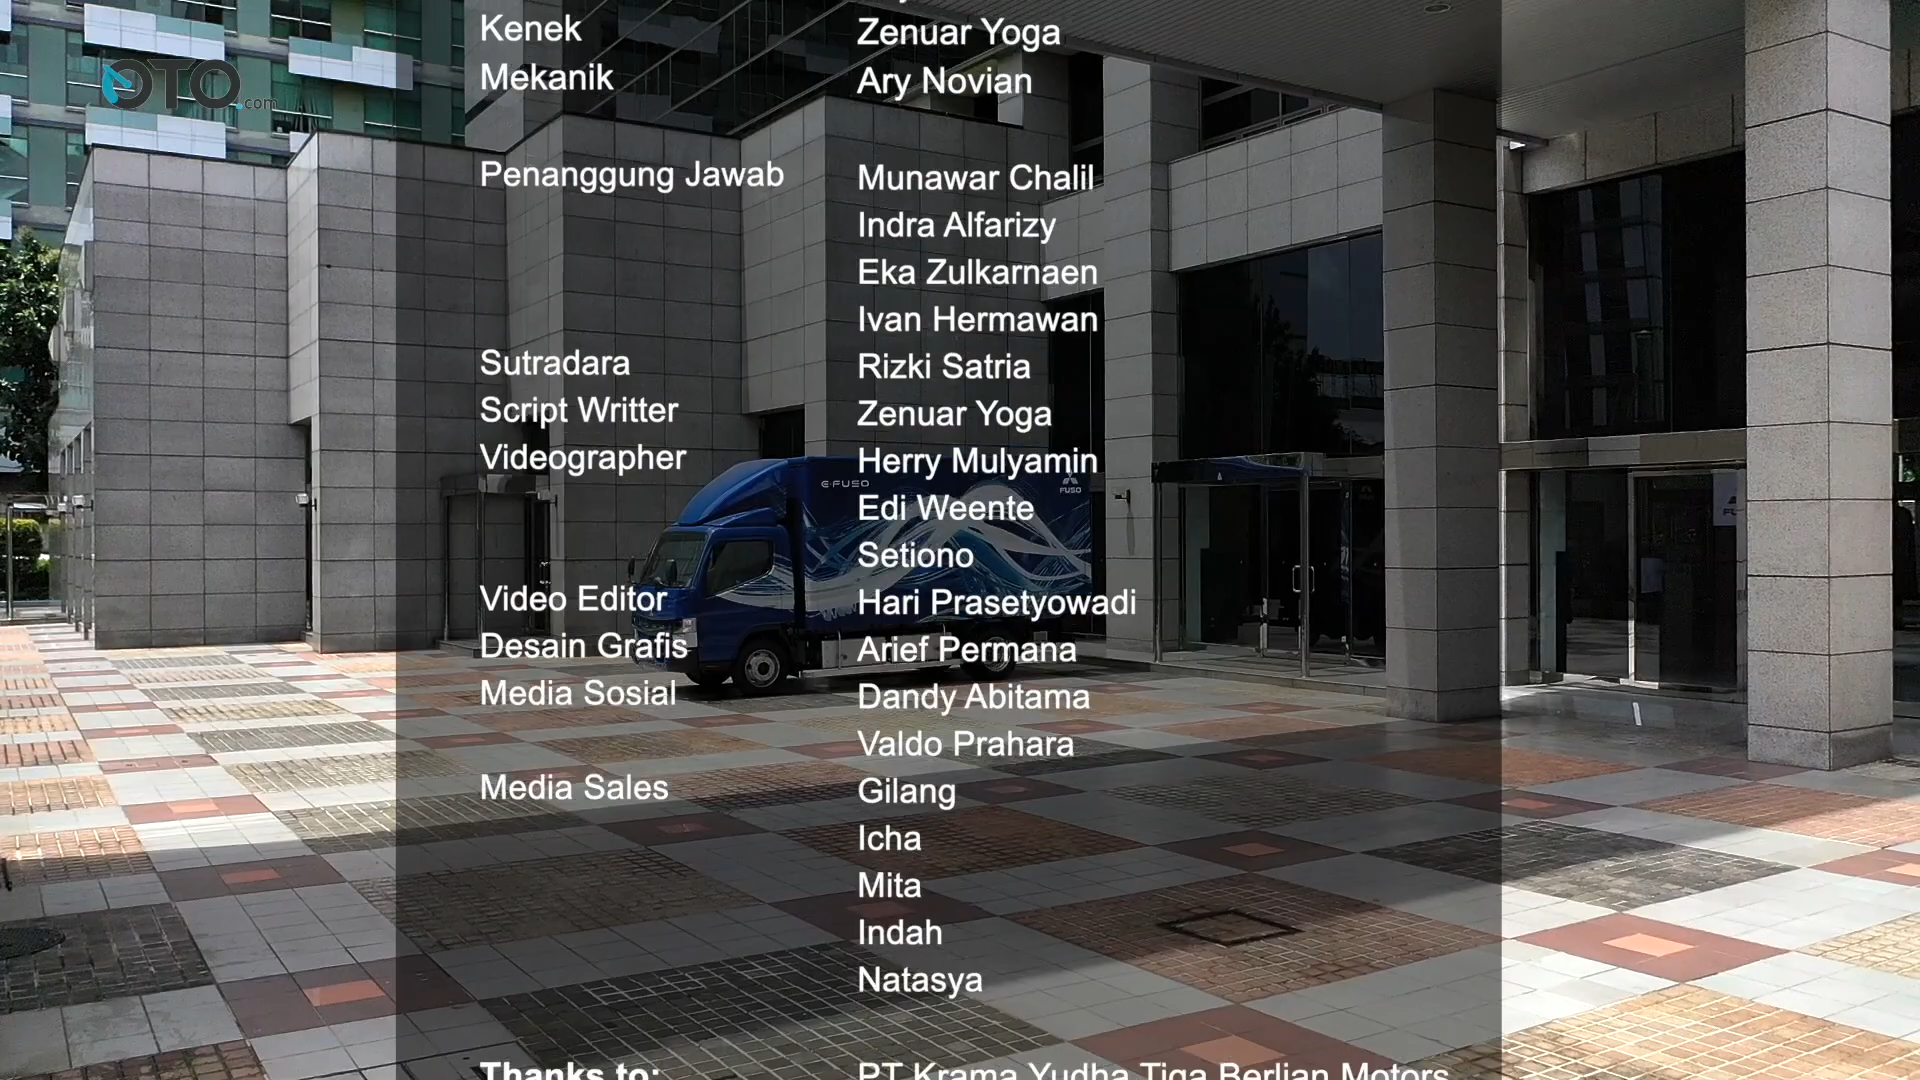 OTO.com
Kenek Zenuar Yoga
Mekanik Ary Novian
Penanggung Jawab Munawar Chalil
Indra Alfarizy
Eka Zulkarnaen
Ivan Hermawan
Sutradara Rizki Satria
Script Writter Zenuar Yoga
Videographer Herry Mulyamin
E-FUSO
FUSO
Edi Weente
Setiono
Video Editor Hari Prasetyowadi
Desain Grafis Arief Permana
Media Sosial Dandy Abitama
Valdo Prahara
Media Sales Gilang
Icha
Mita
Indah
Natasya
Thanks to: PT Krama Yudha Tiga Berlian Motors